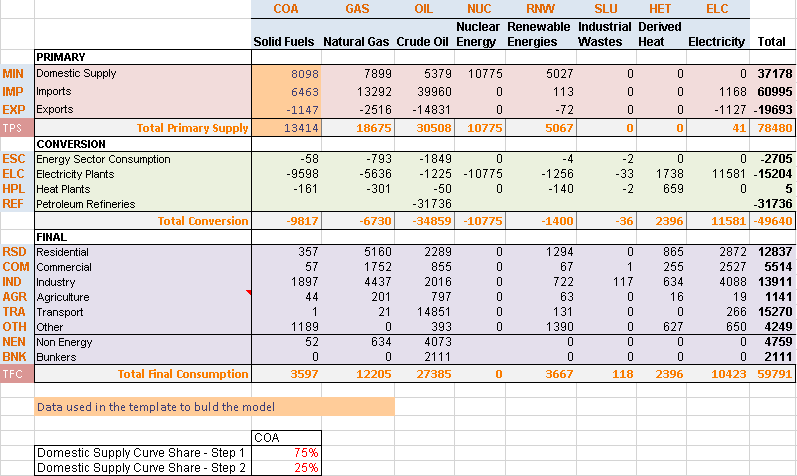 COA GAS OIL NUC RNW SLU HET ELC
Solid Fuels Natural Gas Crude Oil Nuclear Energy Renewable Energies Industrial Wastes Derived Heat Electricity Total
PRIMARY
MIN Domestic Supply 8098 7899 5379 10775 5027 0 0 0 37178
IMP Imports 6463 13292 39960 113 0 0 1168 60995
EXP Exports -1147 -2516 -14831 -72 0 0 -1127 -19693
TPS Total Primary Supply 13414 18675 30508 10775 5067 0 0 41 78480
CONVERSION
ESC Energy Sector Consumption -58 -793 -1849 -4 -2 0 0 -2705
ELC Electricity Plants -9598 -5636 -1225 -10775 -1256 -33 1738 11581 -15204
HPL Heat Plants -161 -301 -50 0 -140 -2 659 0 5
REF Petroleum Refineries -31736 -31736
Total Conversion -9817 -6730 -34859 -10775 -1400 -36 2396 11581 -49640
FINAL
RSD Residential 357 5160 2289 1294 0 865 2872 12837
COM Commercial 57 1752 855 67 1 255 2527 5514
IND Industry 1897 4437 2016 722 117 634 4088 13911
AGR Agriculture 44 201 797 63 0 16 19 1141
TRA Transport 1 21 14851 131 0 0 266 15270
OTH Other 1189 0 393 1390 0 627 650 4249
NEN Non Energy 52 634 4073 0 0 0 0 4759
BNK Bunkers 0 0 2111 0 0 0 0 2111
TFC Total Final Consumption 3597 12205 27385 0 3667 118 2396 10423 59791
Data used in the template to buld the model
COA
Domestic Supply Curve Share - Step 1 75%
Domestic Supply Curve Share - Step 2 25%